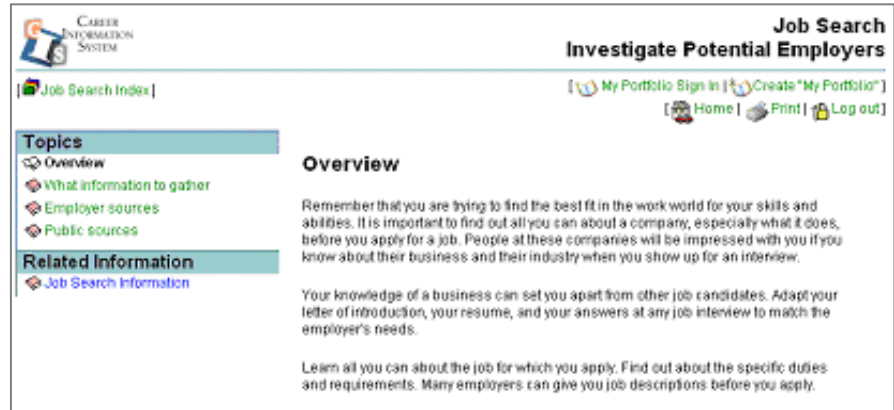 CAREER
INFORMATION
SYSTEM
Job Search
Investigate Potential Employers
[Job Search Index]
[My Portfolio Sign In | Create "My Portfolio"]
[Home | Print | Log out]
Topics
Overview
What information to gather
Employer sources
Public sources
Related Information
Job Search Information
Overview
Remember that you are trying to find the best fit in the work world for your skills and
abilities. It is important to find out all you can about a company, especially what it does,
before you apply for a job. People at these companies will be impressed with you if you
know about their business and their industry when you show up for an interview.
Your knowledge of a business can set you apart from other job candidates. Adapt your
letter of introduction, your resume, and your answers at any job interview to match the
employer's needs.
Learn all you can about the job for which you apply. Find out about the specific duties
and requirements. Many employers can give you job descriptions before you apply.